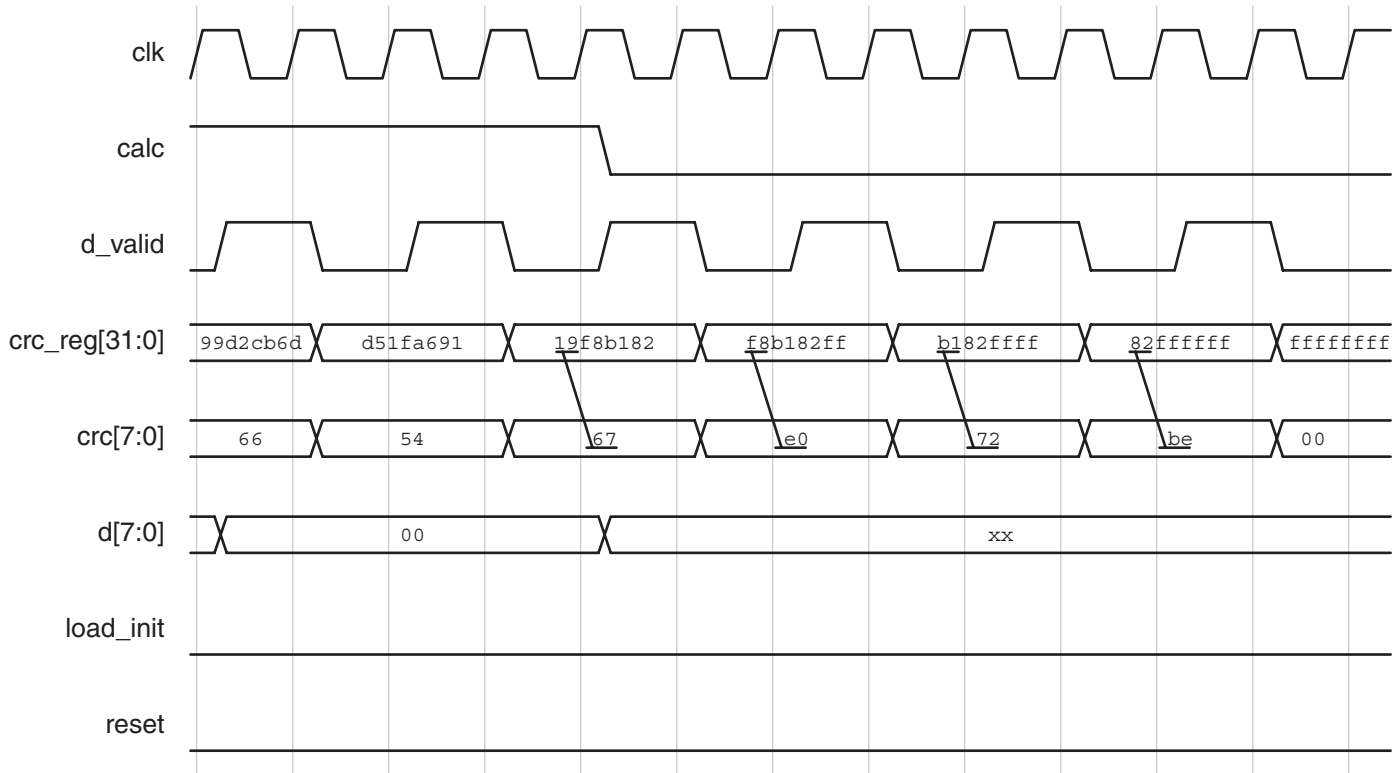 clk
calc
d_valid
crc_reg[31:0] 99d2cb6d d51fa691 19f8b182 f8b182ff b182ffff 82ffffff ffffffff
crc[7:0] 66 54 67 e0 72 be 00
d[7:0] 00 xx
load_init
reset